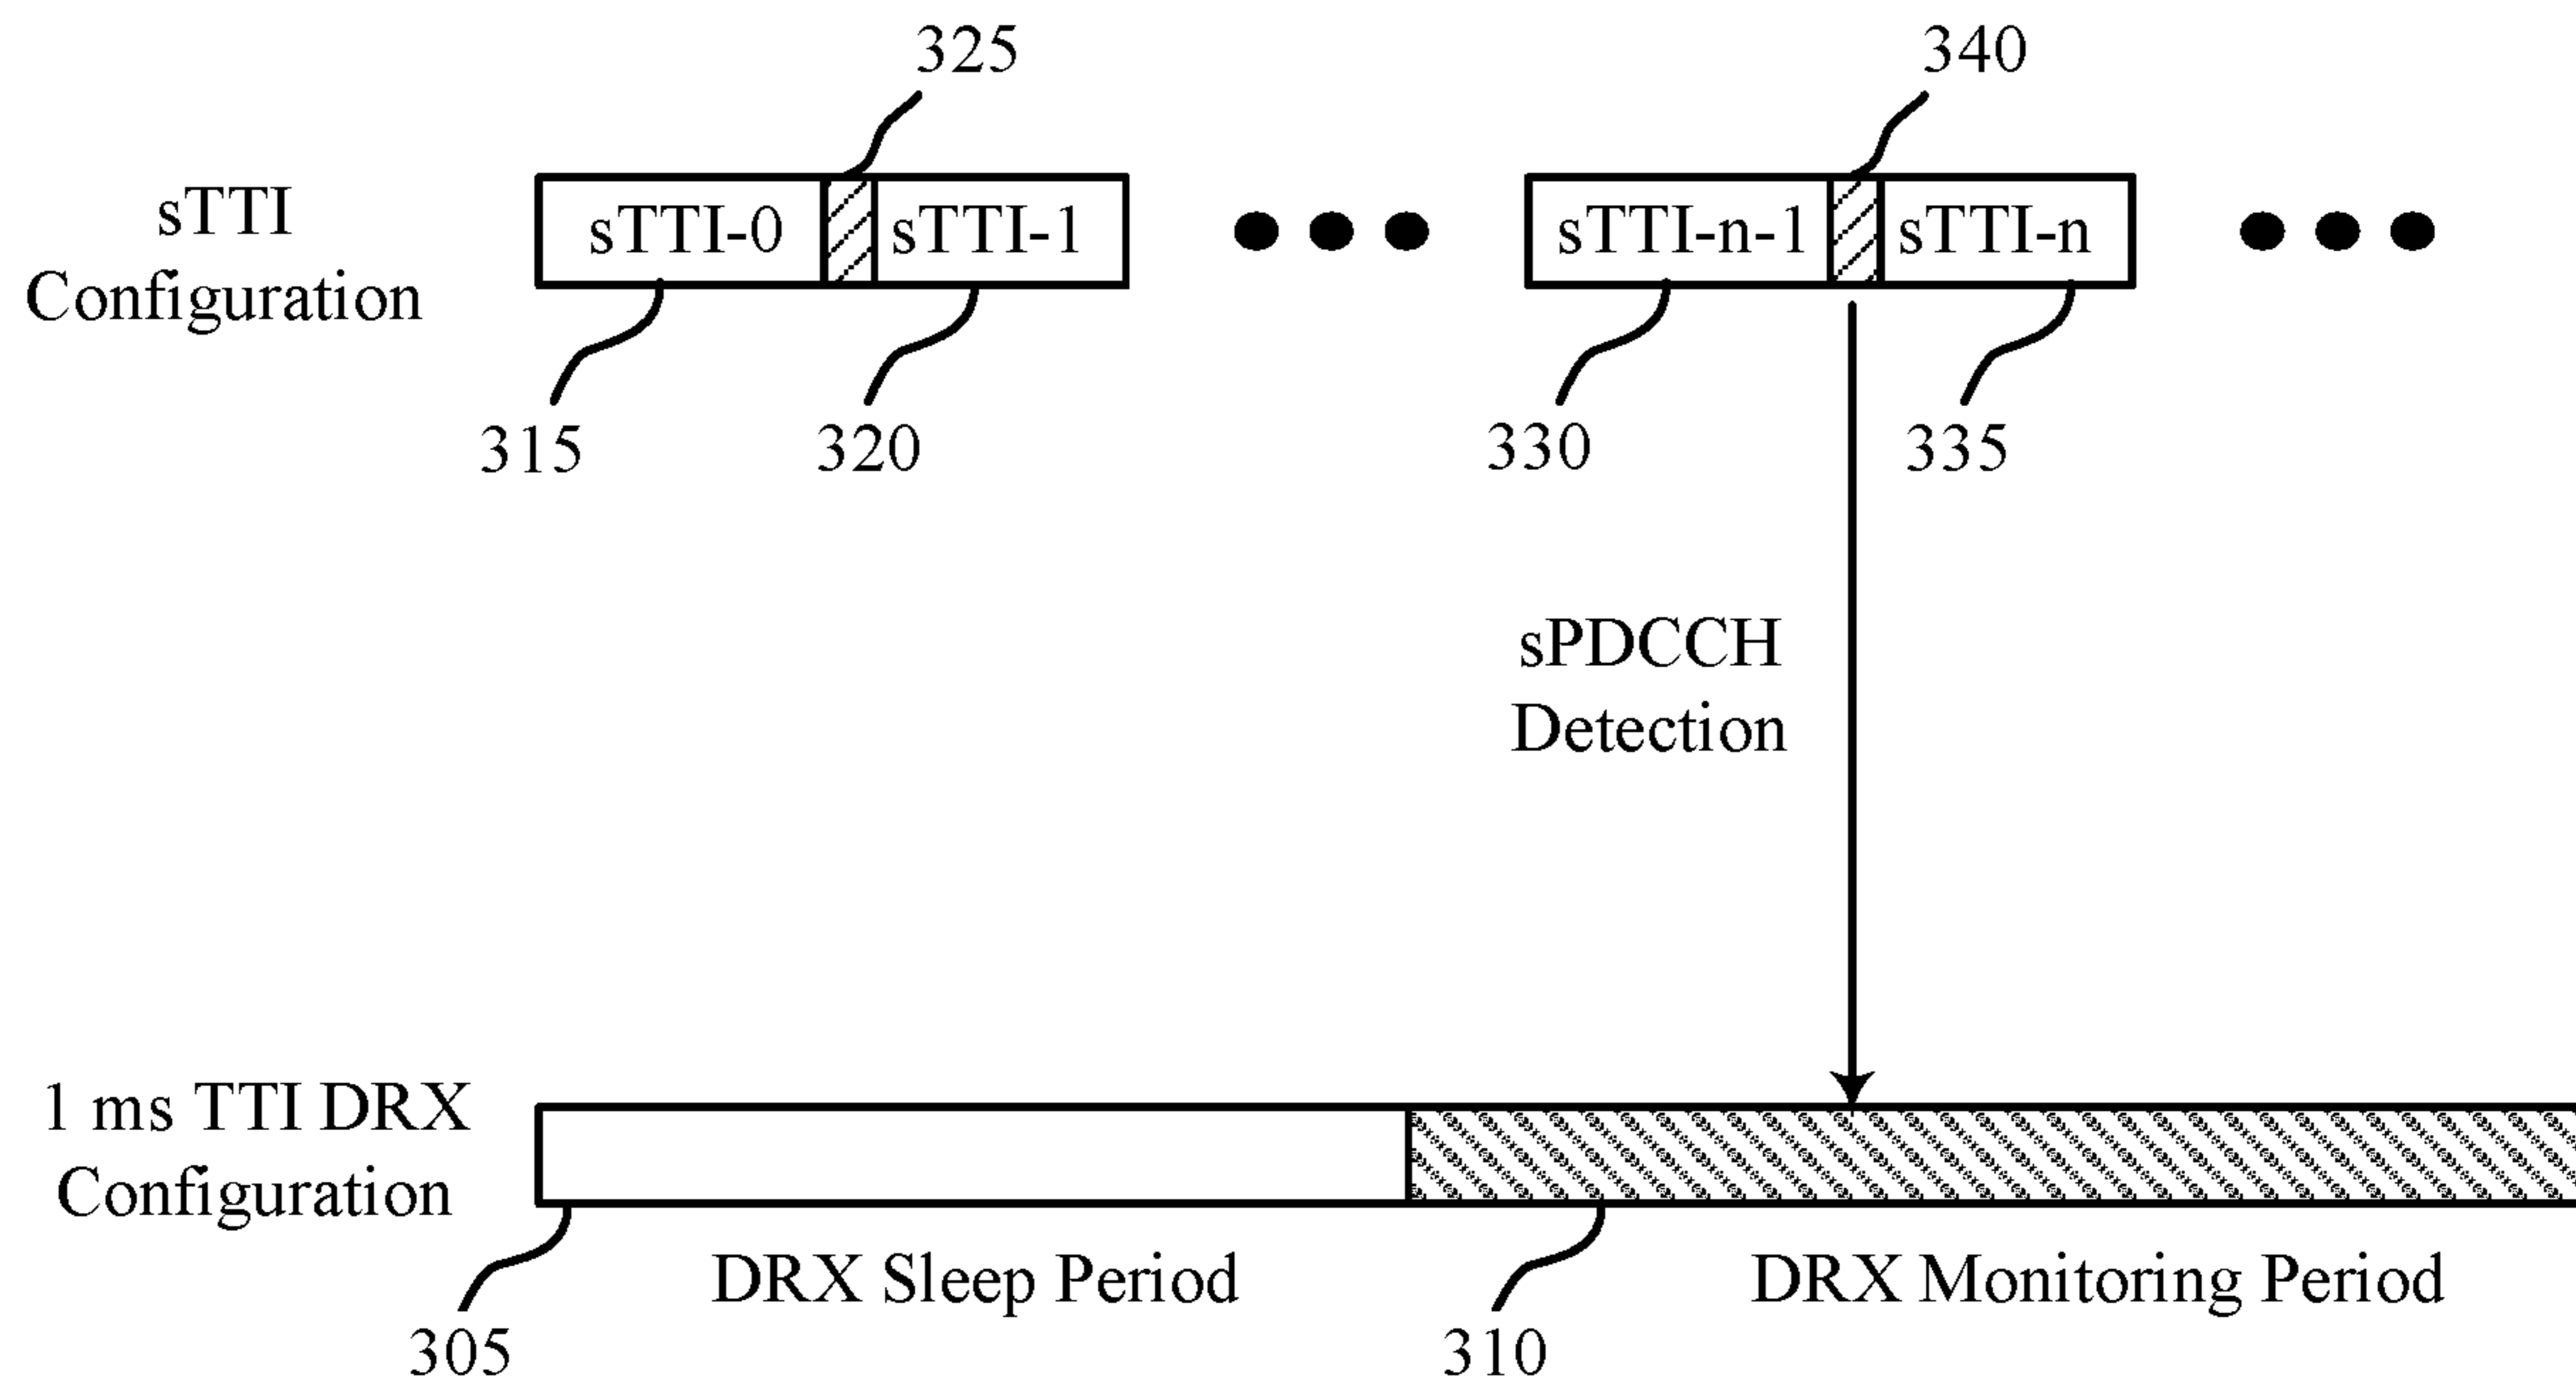 325
340
sTTI
Configuration
sTTI-0
sTTI-1
sTTI-n-1
sTTI-n
315
320
330
335
sPDCCH
Detection
1 ms TTI DRX
Configuration
DRX Sleep Period
DRX Monitoring Period
305
310